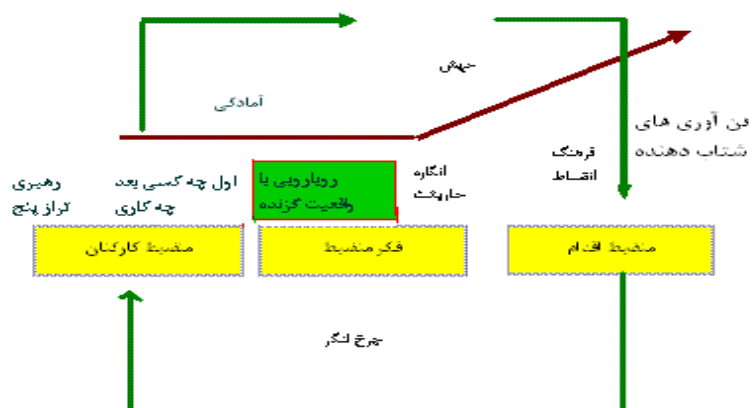 جهش
آمادگی
فن آوری های
شتاب دهنده
فرهنگ
انضباط
انگاره
خارپشت
رویارویی با
واقعیت گزنده
اول چه کسی بعد
چه کاری
رهبری
تراز پنج
منضبط کارکنان
فکر منضبط
منضبط اقدام
چرخ لنگر